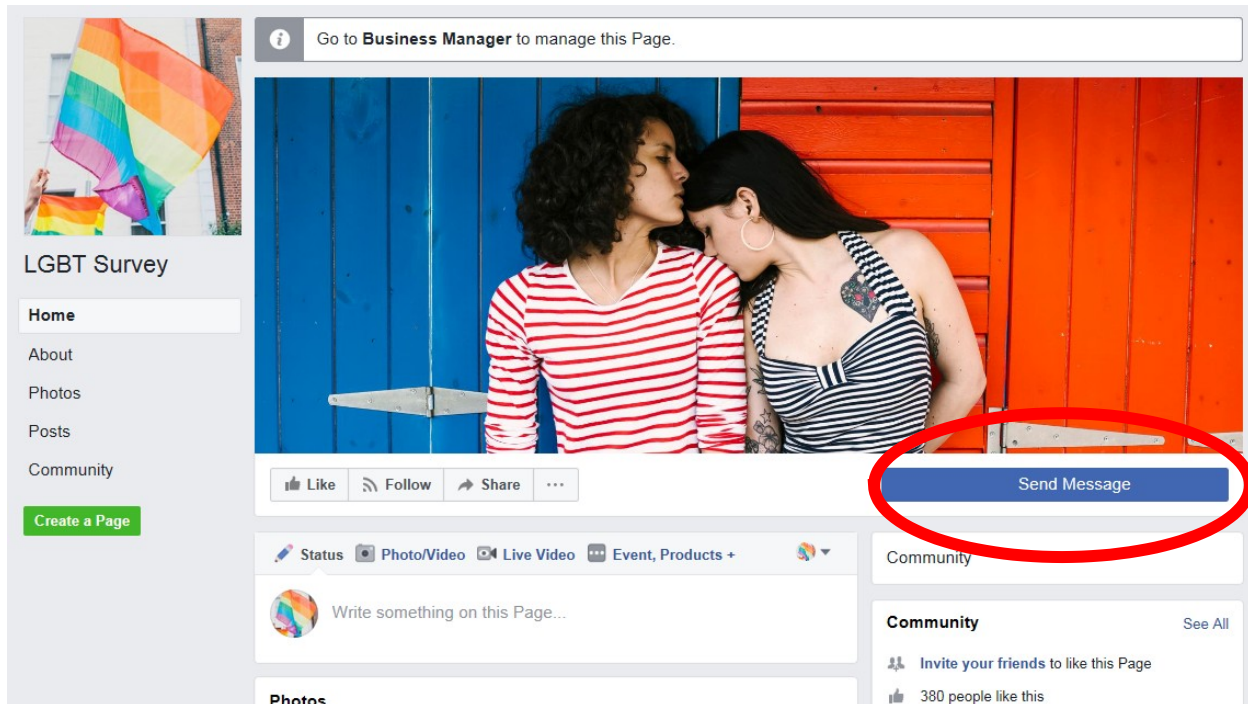 Go to Business Manager to manage this Page.
LGBT Survey
Home
About
Photos
Posts
Community
Create a Page
Like Follow Share ...
Send Message
Status Photo/Video Live Video Event, Products +
Write something on this Page...
Photos
Community
Community See All
Invite your friends to like this Page
380 people like this